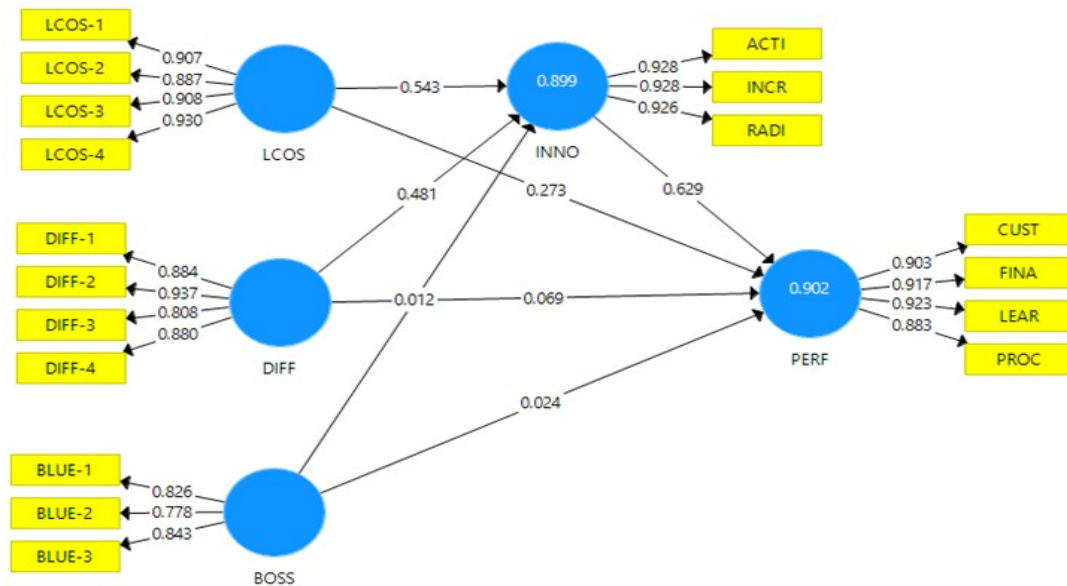 LCOS-1
LCOS-2
LCOS-3
LCOS-4
0.907
0.887
0.908
0.930
LCOS
0.543
0.899
INNO
0.928
0.928
0.926
ACTI
INCR
RADI
0.481
0.273
0.629
DIFF-1
DIFF-2
DIFF-3
DIFF-4
0.884
0.937
0.808
0.880
DIFF
0.012
0.069
0.902
PERF
0.903
0.917
0.923
0.883
CUST
FINA
LEAR
PROC
0.024
BLUE-1
BLUE-2
BLUE-3
0.826
0.778
0.843
BOSS